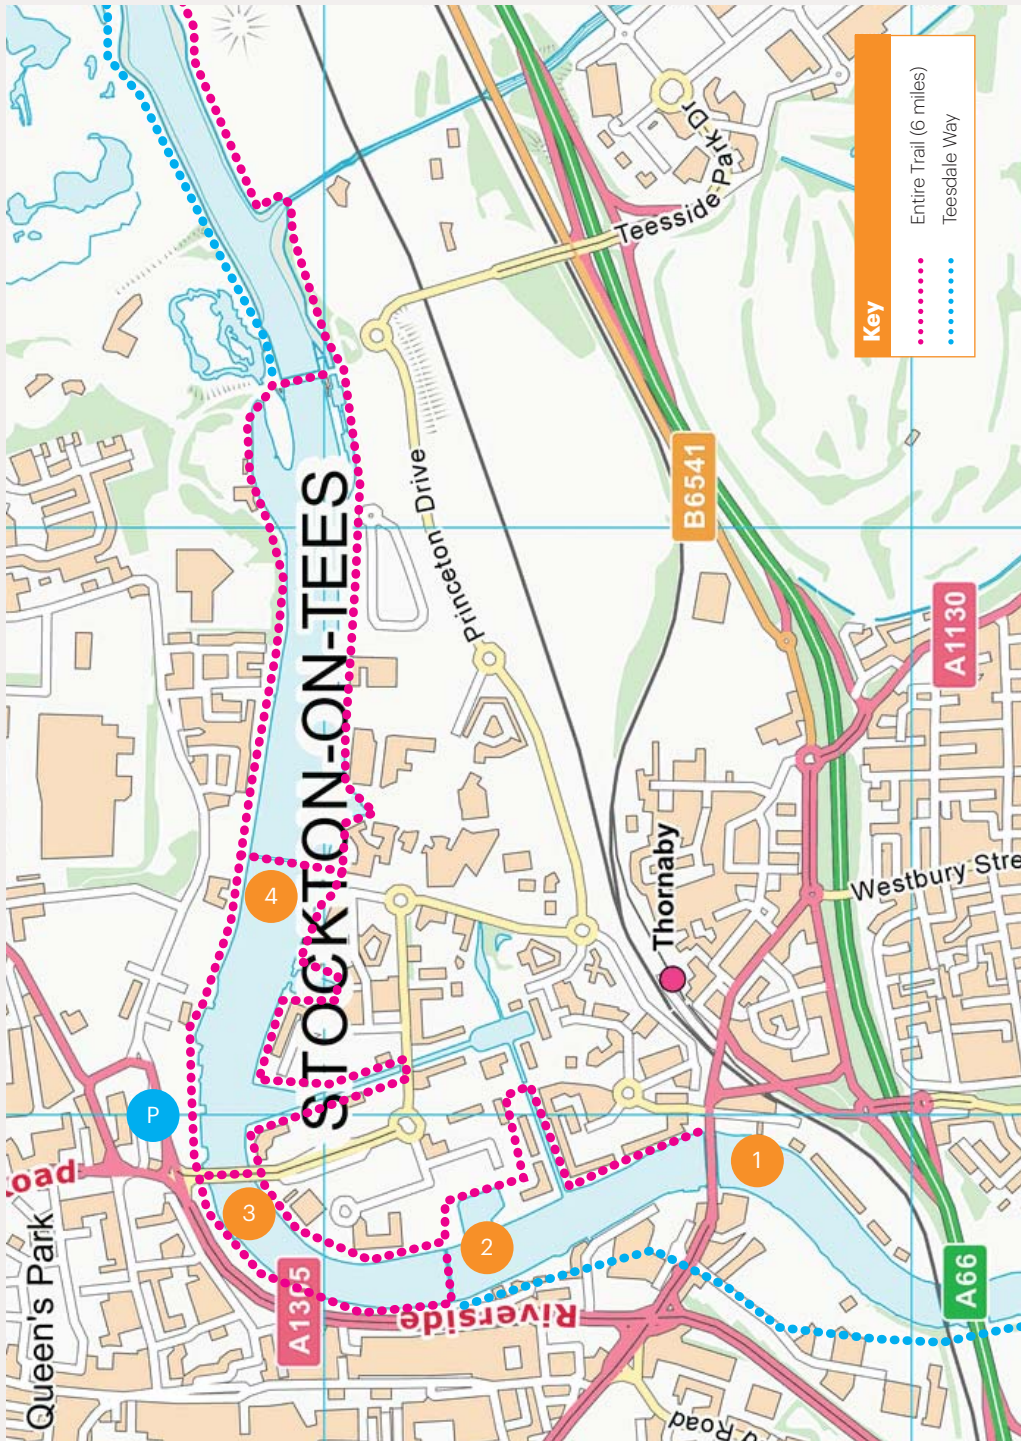 Queen's Park
oad
P
A1305
Riverside
3
2
1
4
STOCKTON-ON-TEES
Princeton Drive
Teesside Park Dr
B6541
A1130
Thornaby
Westbury Stre
A66
d Road
Key
Entire Trail (6 miles)
Teesdale Way